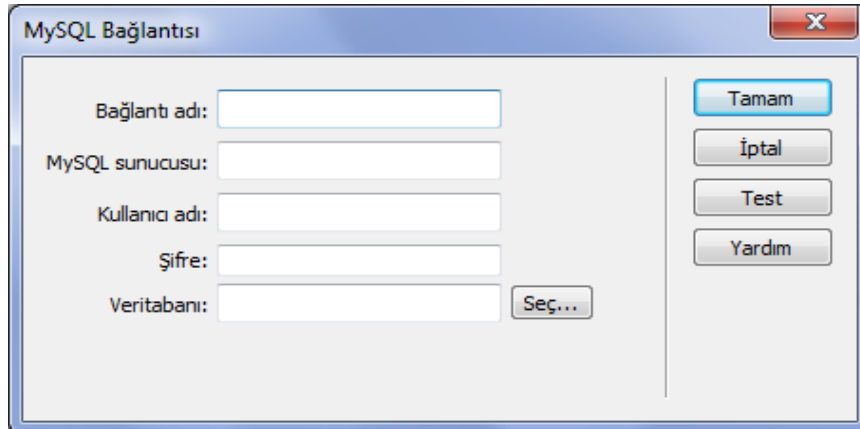 MySQL Bağlantısı
Bağlantı adı:
MySQL sunucusu:
Kullanıcı adı:
Şifre:
Veritabanı:
Seç...
Tamam
İptal
Test
Yardım